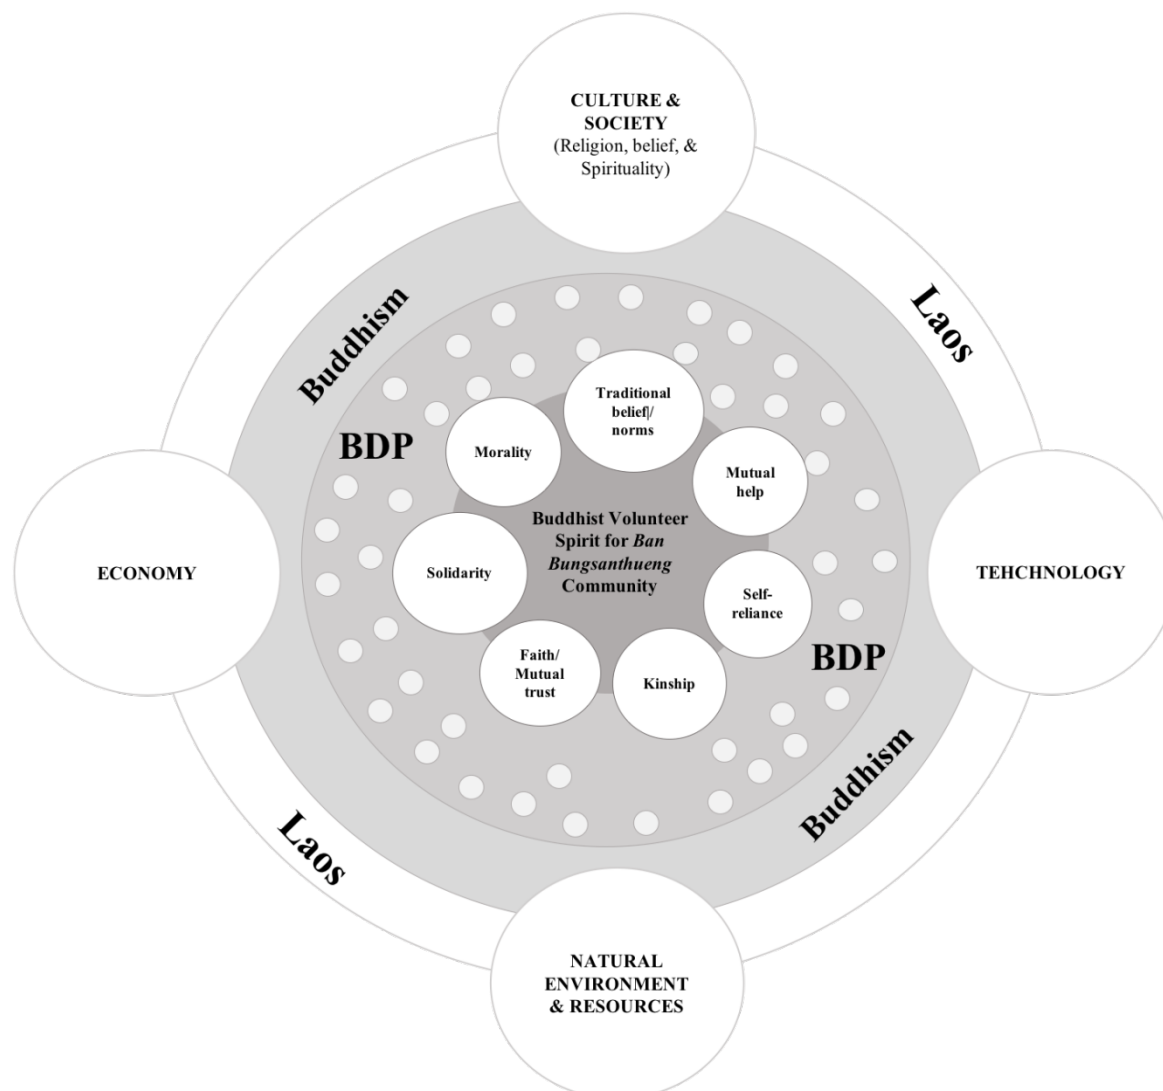 CULTURE &
SOCIETY
(Religion, belief, &
Spirituality)
Laos
Buddhism
BDP
Traditional
belief|/
norms
Morality
Mutual
help
Buddhist Volunteer
Spirit for Ban
Bungsanthueng
Community
ECONOMY
Solidarity
TEHCHNOLOGY
Self-
reliance
Faith/
Mutual
trust
Kinship
BDP
Buddhism
Laos
NATURAL
ENVIRONMENT
& RESOURCES